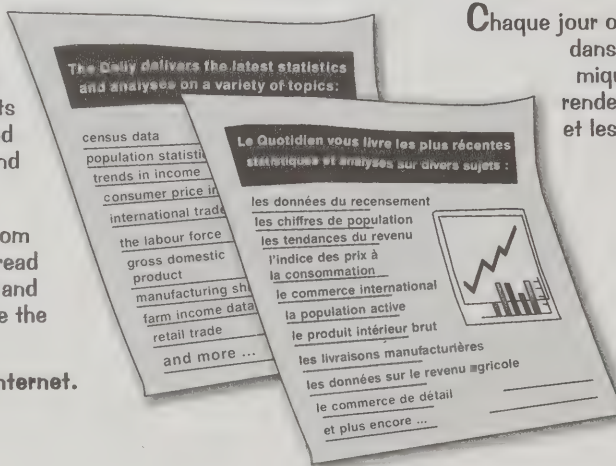 ts
d
nd
om
read
and
e the
nternet.
The Daily delivers the latest statistics
and analyses on a variety of topics:
census data
population statisti
trends in income
consumer price in
international trade
the labour force
gross domestic
product
manufacturing sh
farm income data
retail trade
and more ...
Le Quotidien vous livre les plus récentes
statistiques et analyses sur divers sujets :
les données du recensement
les chiffres de population
les tendances du revenu
l'indice des prix à
la consommation
le commerce international
la population active
le produit intérieur brut
les livraisons manufacturières
les données sur le revenu agricole
le commerce de détail
et plus encore ...
Chaque jour o
dans
miqu
rende
et les